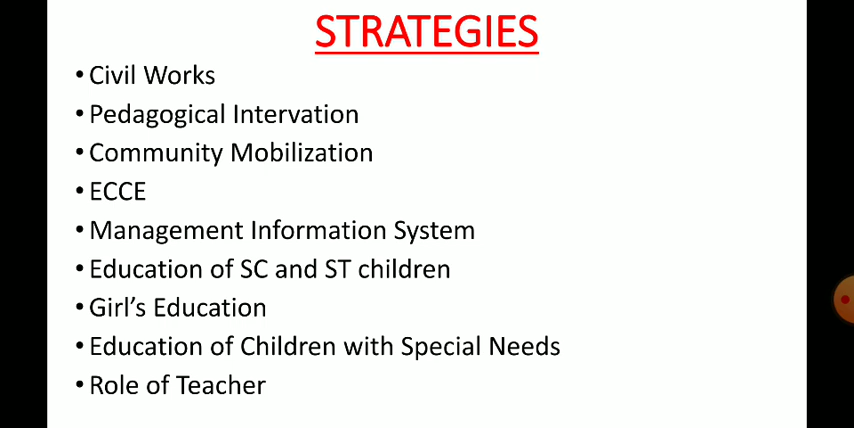 STRATEGIES
• Civil Works
• Pedagogical Intervation
• Community Mobilization
• ECCE
• Management Information System
• Education of SC and ST children
• Girl’s Education
• Education of Children with Special Needs
• Role of Teacher